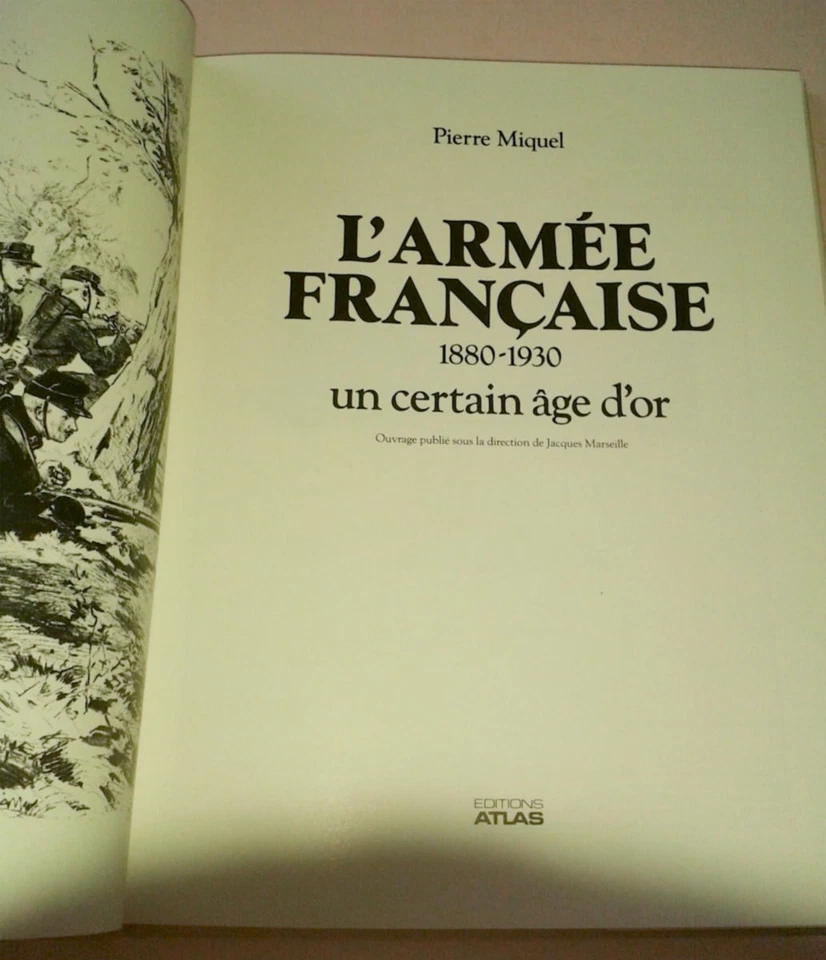 Pierre Miquel
L'ARMÉE
FRANÇAISE
1880-1930
un certain âge d'or
Ouvrage publié sous la direction de Jacques Marseille
EDITIONS
ATLAS